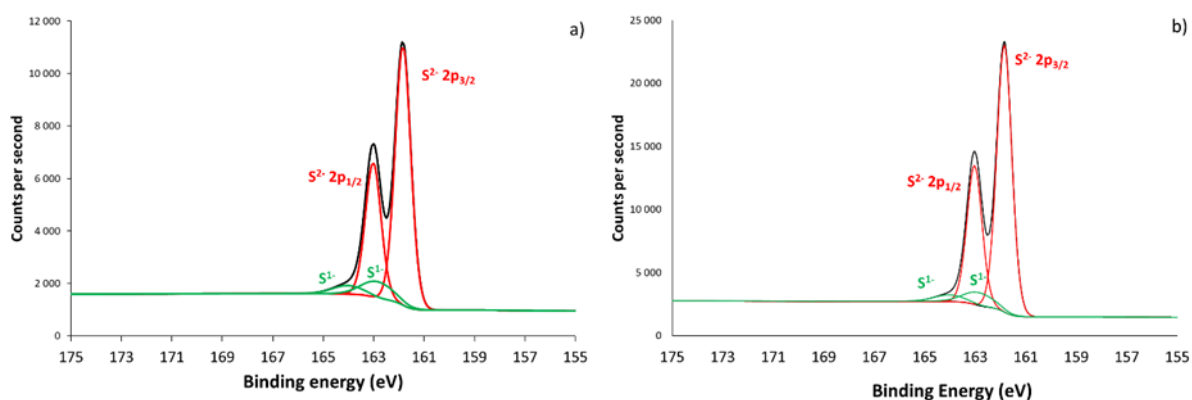 12 000
10 000
8 000
6 000
4 000
2 000
0
Counts per second
a)
S²⁻ 2p₃/₂
S²⁻ 2p₁/₂
S¹⁻
S¹⁻
175 173 171 169 167 165 163 161 159 157 155
Binding energy (eV)
25 000
20 000
15 000
10 000
5 000
0
Counts per second
b)
S²⁻ 2p₃/₂
S²⁻ 2p₁/₂
S¹⁻
S¹⁻
175 173 171 169 167 165 163 161 159 157 155
Binding Energy (eV)